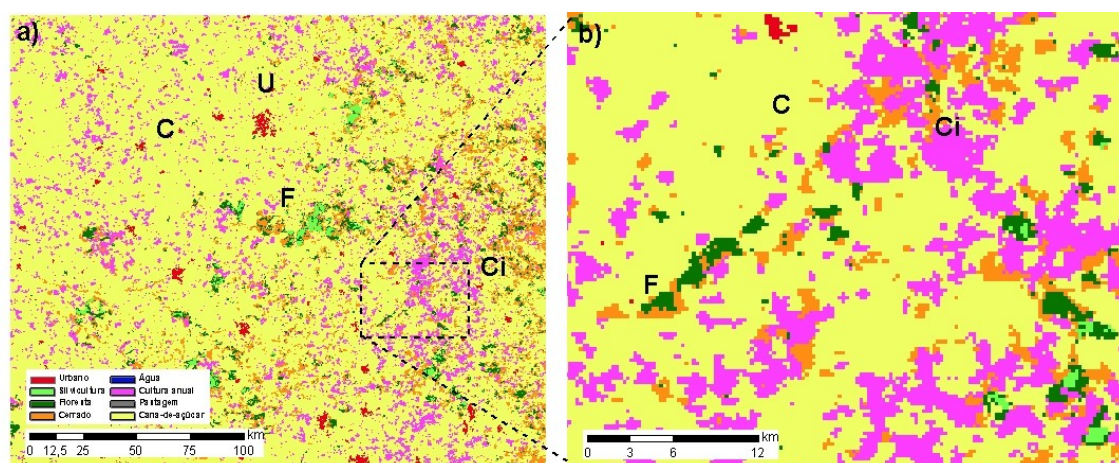 a)
U
C
F
Ci
Urbano
Silvicultura
Floresta
Cerrado
Água
Cultura anual
Pastagem
Cana-de-açúcar
km
0 12,5 25 50 75 100
b)
C
Ci
F
km
0 3 6 12